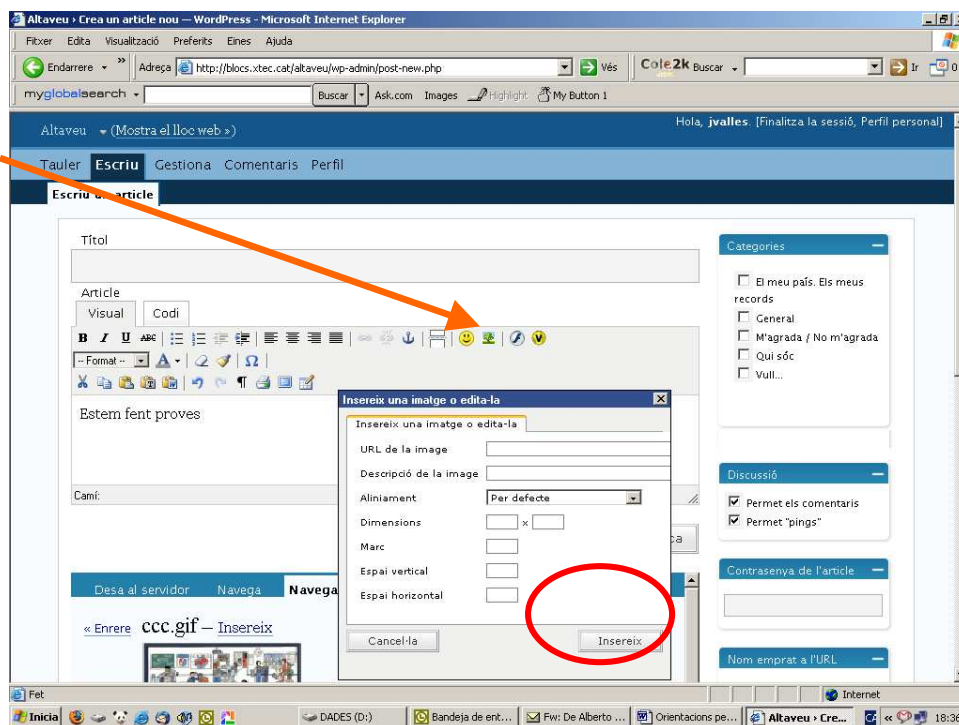 Altaveu › Crea un article nou — WordPress - Microsoft Internet Explorer
Fitxer Edita Visualització Preferits Eines Ajuda
Endarrere » Adreça http://blocs.xtec.cat/altaveu/wp-admin/post-new.php Vés Cole2k Buscar Ir 0
myglobalsearch Buscar Ask.com Images Highlight My Button 1
Altaveu (Mostra el lloc web »)
Hola, jvalles. [Finalitza la sessió, Perfil personal]
Tauler Escriu Gestiona Comentaris Perfil
Escriu un article
Títol
Article
Visual Codi
B I U ABC
-- Format -- A Ω ¶
Estem fent proves
Camí:
Insereix una imatge o edita-la
Insereix una imatge o edita-la
URL de la image
Descripció de la image
Aliniament Per defecte
Dimensions x
Marc
Espai vertical
Espai horizontal
Cancel·la Insereix
ca
Desa al servidor Navega Navega
« Enrere ccc.gif — Insereix
Categories
El meu país. Els meus
records
General
M'agrada / No m'agrada
Qui sóc
Vull...
Discussió
Permet els comentaris
Permet "pings"
Contrasenya de l'article
Nom emprat a l'URL
Fet Internet
Inicia DADES (D:) Bandeja de ent... Fw: De Alberto ... Orientacions pe... Altaveu › Cre... « 18:36